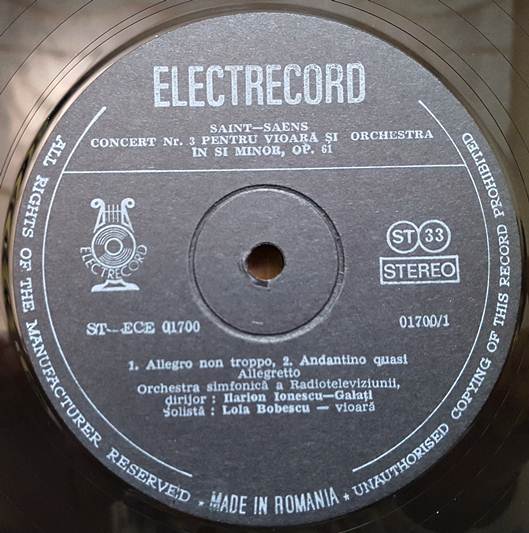 ELECTRECORD
SAINT—SAENS
CONCERT Nr. 3 PENTRU VIOARĂ ŞI ORCHESTRA
IN SI MINOR, OP. 61
ELECTRECORD
ST 33
STEREO
ST—ECE 01700
01700/1
1. Allegro non troppo, 2. Andantino quasi
Allegretto
Orchestra simfonică a Radioteleviziunii,
dirijor : Ilarion Ionescu—Galaţi
Solistă : Lola Bobescu — vioară
ALL RIGHTS OF THE MANUFACTURER RESERVED ★ MADE IN ROMANIA ★ UNAUTHORISED COPYING OF THIS RECORD PROHIBITED